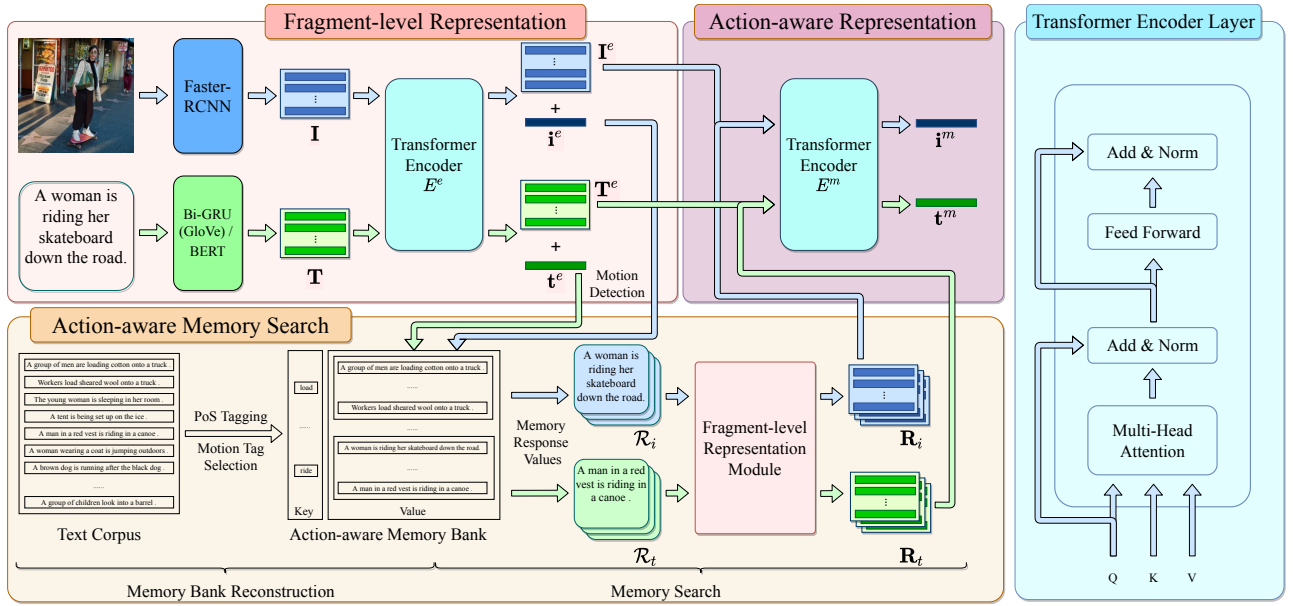 Fragment-level Representation
Action-aware Representation
Transformer Encoder Layer
Faster-
RCNN
I
Transformer
Encoder
E^e
I^e
+
i^e
A woman is
riding her
skateboard
down the road.
Bi-GRU
(GloVe) /
BERT
T
T^e
+
t^e
Motion
Detection
Transformer
Encoder
E^m
i^m
t^m
Add & Norm
Feed Forward
Add & Norm
Multi-Head
Attention
Q
K
V
Action-aware Memory Search
A group of men are loading cotton onto a truck .
Workers load sheared wool onto a truck .
The young woman is sleeping in her room .
A tent is being set up on the ice .
A man in a red vest is riding in a canoe .
A woman wearing a coat is jumping outdoors .
A brown dog is running after the black dog .
......
A group of children look into a barrel .
Text Corpus
PoS Tagging
Motion Tag
Selection
load
......
ride
Key
A group of men are loading cotton onto a truck .
......
Workers load sheared wool onto a truck .
A woman is riding her skateboard down the road.
......
A man in a red vest is riding in a canoe .
Value
Action-aware Memory Bank
Memory
Response
Values
A woman is
riding her
skateboard
down the road.
R_i
A man in a red
vest is riding in
a canoe .
R_t
Fragment-level
Representation
Module
R_i
R_t
Memory Bank Reconstruction
Memory Search